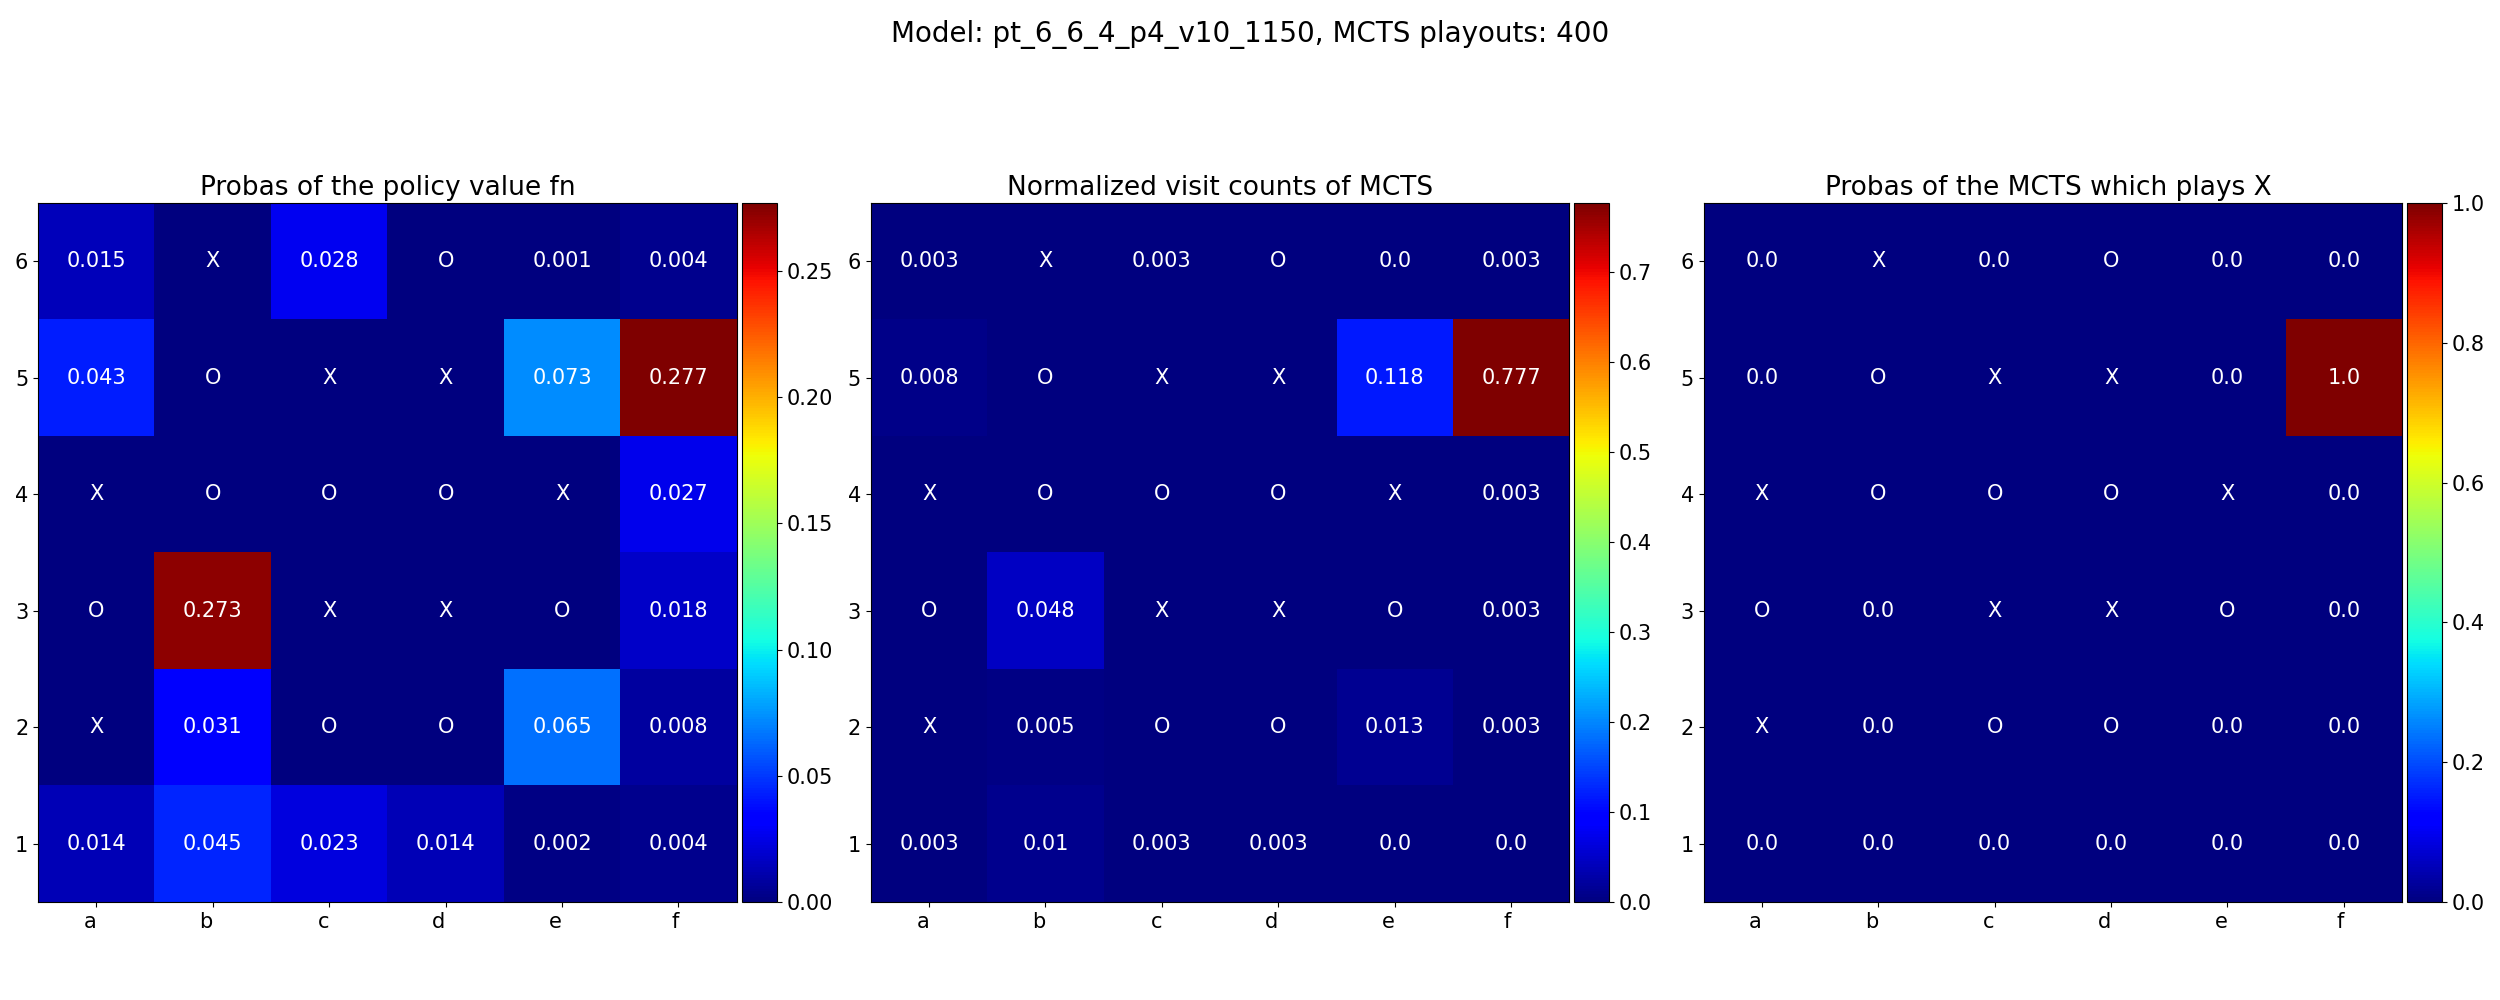 Model: pt_6_6_4_p4_v10_1150, MCTS playouts: 400
Probas of the policy value fn
6 0.015 X 0.028 O 0.001 0.004
5 0.043 O X X 0.073 0.277
4 X O O O X 0.027
3 O 0.273 X X O 0.018
2 X 0.031 O O 0.065 0.008
1 0.014 0.045 0.023 0.014 0.002 0.004
a b c d e f
0.25
0.20
0.15
0.10
0.05
0.00
Normalized visit counts of MCTS
6 0.003 X 0.003 O 0.0 0.003
5 0.008 O X X 0.118 0.777
4 X O O O X 0.003
3 O 0.048 X X O 0.003
2 X 0.005 O O 0.013 0.003
1 0.003 0.01 0.003 0.003 0.0 0.0
a b c d e f
0.7
0.6
0.5
0.4
0.3
0.2
0.1
0.0
Probas of the MCTS which plays X
6 0.0 X 0.0 O 0.0 0.0
5 0.0 O X X 0.0 1.0
4 X O O O X 0.0
3 O 0.0 X X O 0.0
2 X 0.0 O O 0.0 0.0
1 0.0 0.0 0.0 0.0 0.0 0.0
a b c d e f
1.0
0.8
0.6
0.4
0.2
0.0